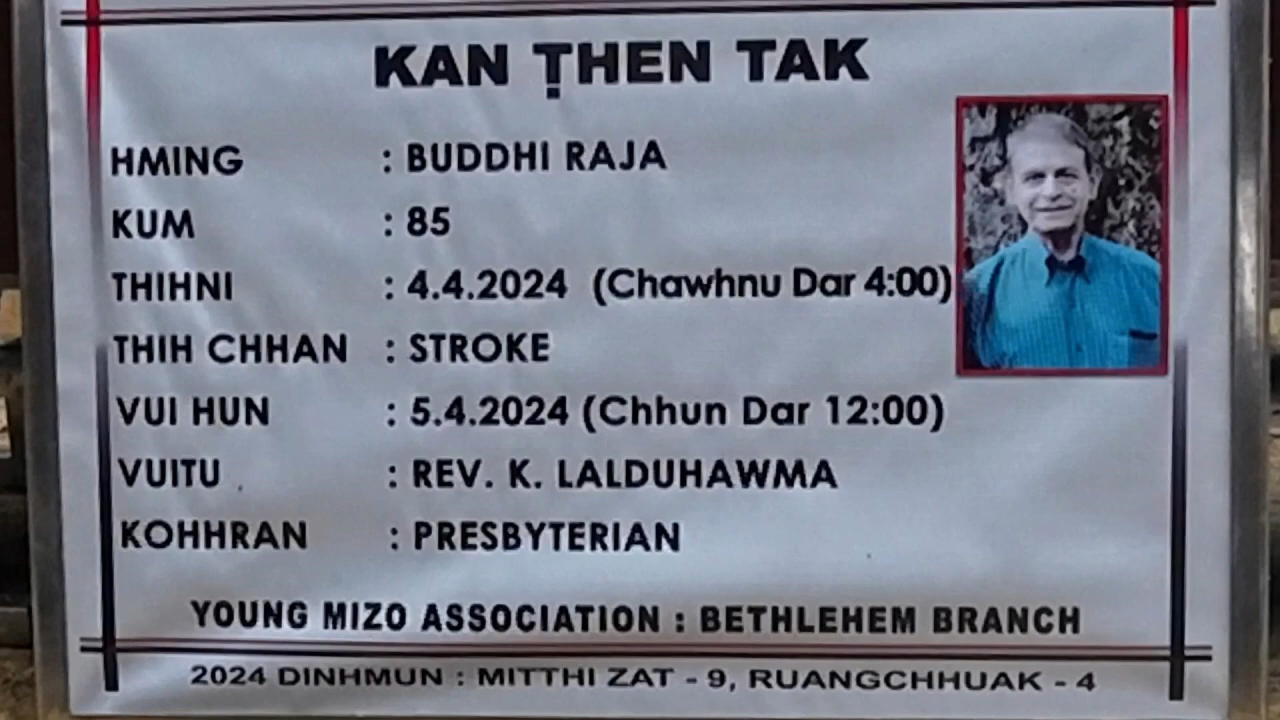 KAN ṬHEN TAK
HMING : BUDDHI RAJA
KUM : 85
THIHNI : 4.4.2024 (Chawhnu Dar 4:00)
THIH CHHAN : STROKE
VUI HUN : 5.4.2024 (Chhun Dar 12:00)
VUITU : REV. K. LALDUHAWMA
KOHHRAN : PRESBYTERIAN
YOUNG MIZO ASSOCIATION : BETHLEHEM BRANCH
2024 DINHMUN : MITTHI ZAT - 9, RUANGCHHUAK - 4